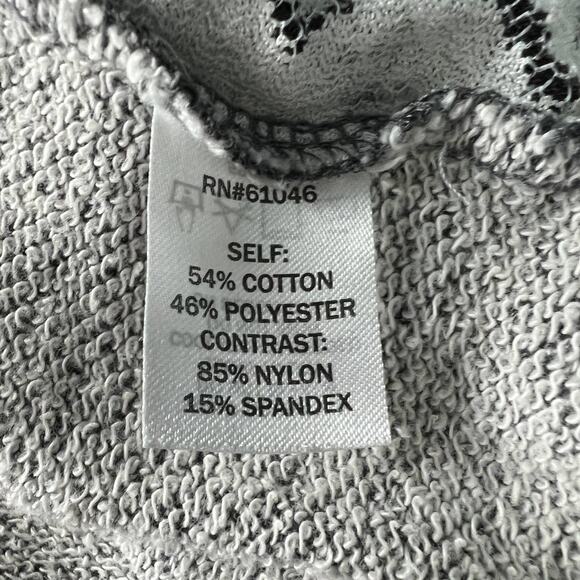 RN#61046
SELF:
54% COTTON
46% POLYESTER
CONTRAST:
85% NYLON
15% SPANDEX